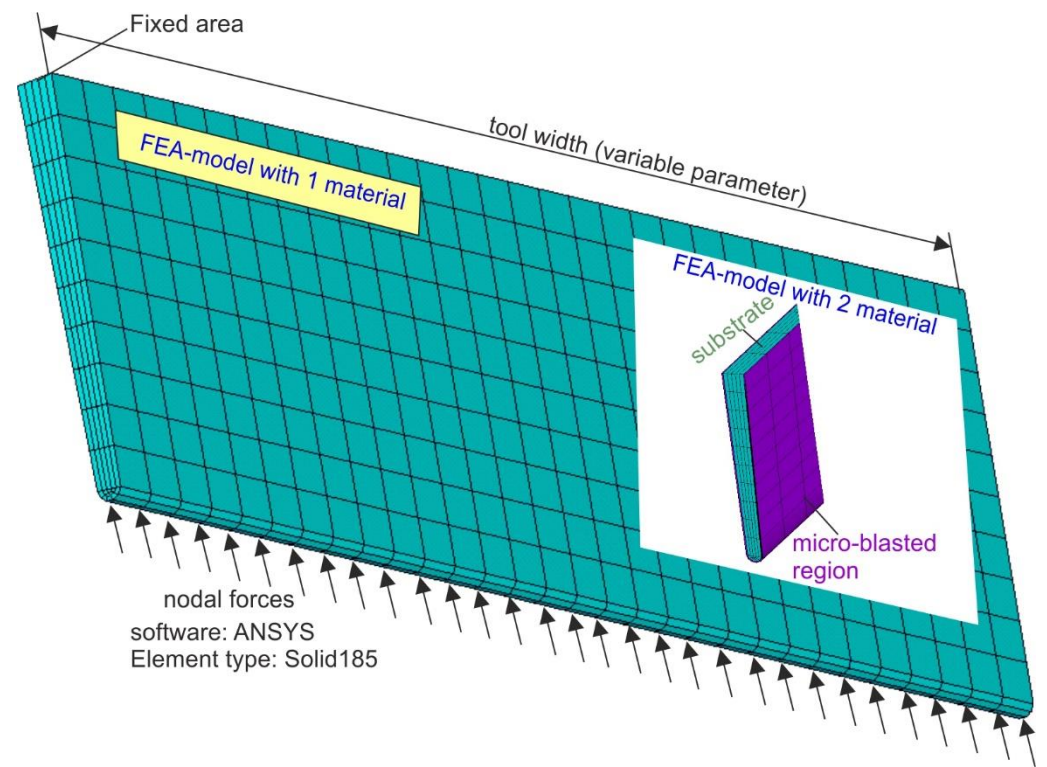 Fixed area
tool width (variable parameter)
FEA-model with 1 material
FEA-model with 2 material
substrate
micro-blasted
region
nodal forces
software: ANSYS
Element type: Solid185